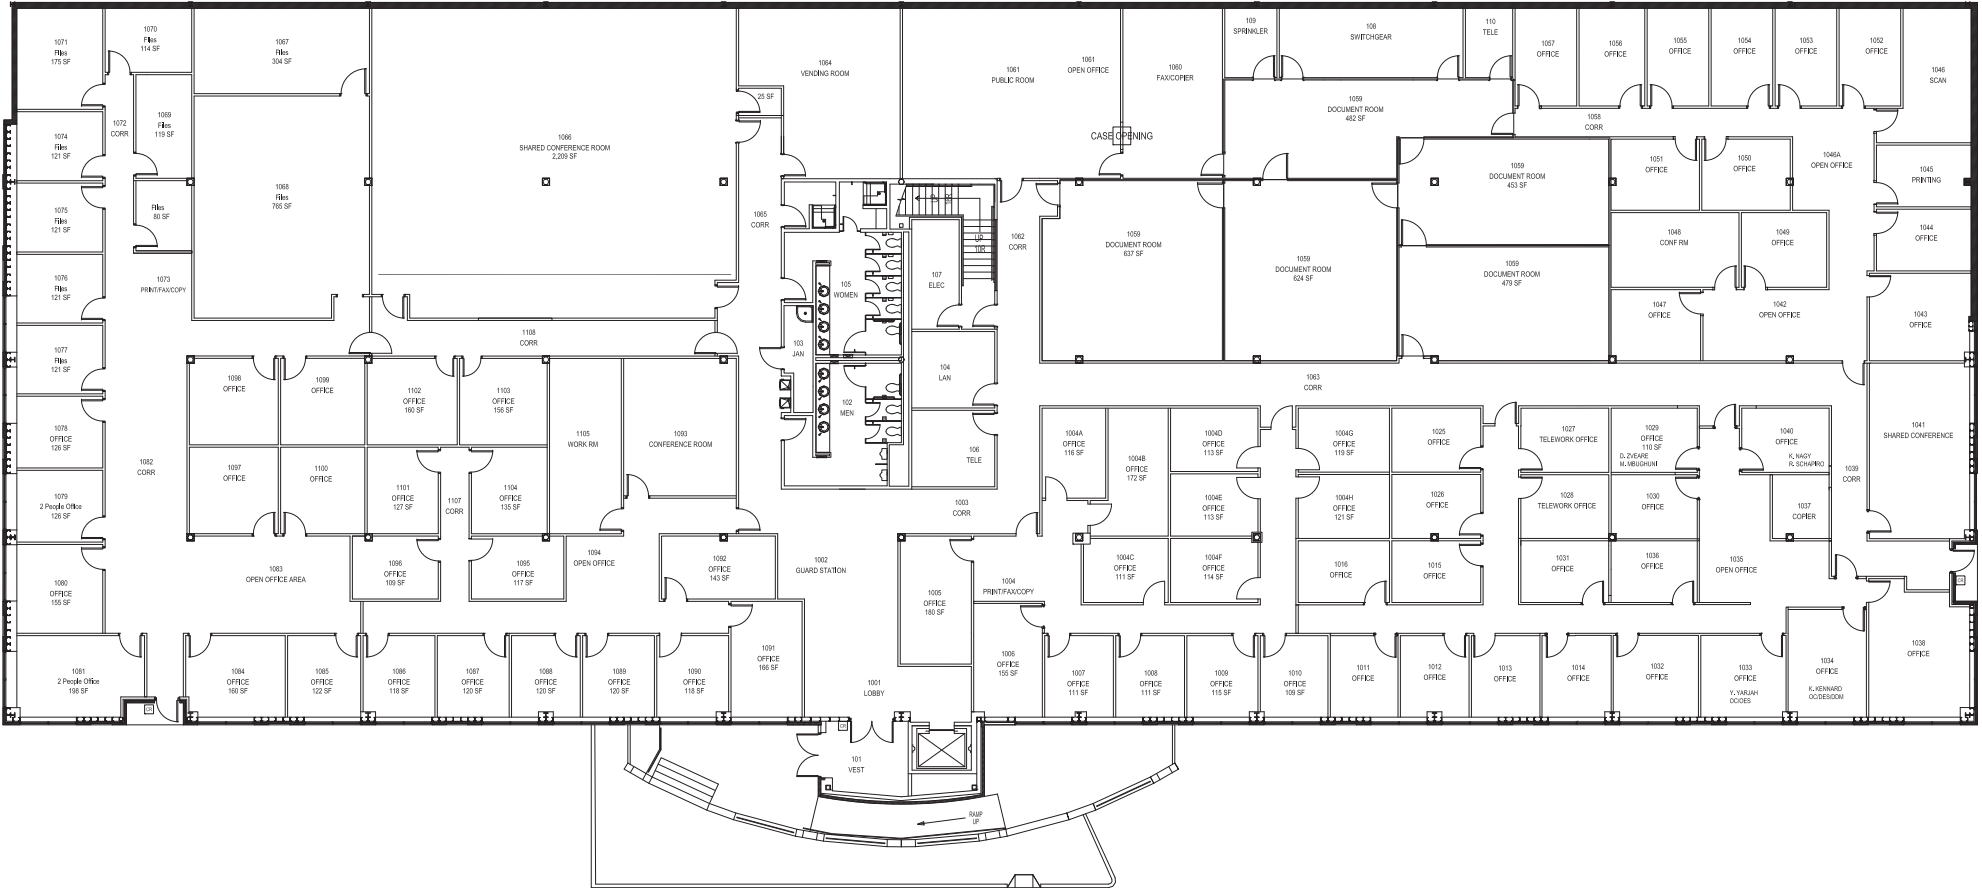 1071
Files
175 SF
1070
Files
114 SF
1067
Files
304 SF
1064
VENDING ROOM
1061
PUBLIC ROOM
1061
OPEN OFFICE
1060
FAX/COPIER
109
SPRINKLER
108
SWITCHGEAR
110
TELE
1057
OFFICE
1056
OFFICE
1055
OFFICE
1054
OFFICE
1053
OFFICE
1052
OFFICE
1046
SCAN
25 SF
1059
DOCUMENT ROOM
482 SF
1058
CORR
CASE OPENING
1074
Files
121 SF
1072
CORR
1069
Files
119 SF
1066
SHARED CONFERENCE ROOM
2,209 SF
1059
DOCUMENT ROOM
453 SF
1051
OFFICE
1050
OFFICE
1046A
OPEN OFFICE
1045
PRINTING
1075
Files
121 SF
Files
80 SF
1068
Files
765 SF
1065
CORR
UP
UP
10R
1062
CORR
1059
DOCUMENT ROOM
637 SF
1059
DOCUMENT ROOM
624 SF
1059
DOCUMENT ROOM
479 SF
1048
CONF RM
1049
OFFICE
1044
OFFICE
1076
Files
121 SF
1073
PRINT/FAX/COPY
105
WOMEN
107
ELEC
1047
OFFICE
1042
OPEN OFFICE
1043
OFFICE
1077
Files
121 SF
1108
CORR
103
JAN
104
LAN
1063
CORR
1098
OFFICE
1099
OFFICE
1102
OFFICE
160 SF
1103
OFFICE
156 SF
1105
WORK RM
1093
CONFERENCE ROOM
102
MEN
106
TELE
1078
OFFICE
126 SF
1082
CORR
1004A
OFFICE
116 SF
1004B
OFFICE
172 SF
1004D
OFFICE
113 SF
1004G
OFFICE
119 SF
1025
OFFICE
1027
TELEWORK OFFICE
1029
OFFICE
110 SF
D. ZVEARE
M. MBUGHUNI
1040
OFFICE
K. NAGY
R. SCHAPIRO
1039
CORR
1041
SHARED CONFERENCE
1079
2 People Office
126 SF
1097
OFFICE
1100
OFFICE
1101
OFFICE
127 SF
1107
CORR
1104
OFFICE
135 SF
1003
CORR
1004E
OFFICE
113 SF
1004H
OFFICE
121 SF
1026
OFFICE
1028
TELEWORK OFFICE
1030
OFFICE
1037
COPIER
1080
OFFICE
155 SF
1083
OPEN OFFICE AREA
1096
OFFICE
109 SF
1095
OFFICE
117 SF
1094
OPEN OFFICE
1092
OFFICE
143 SF
1002
GUARD STATION
1005
OFFICE
180 SF
1004
PRINT/FAX/COPY
1004C
OFFICE
111 SF
1004F
OFFICE
114 SF
1016
OFFICE
1015
OFFICE
1031
OFFICE
1036
OFFICE
1035
OPEN OFFICE
CR
1081
2 People Office
198 SF
1084
OFFICE
160 SF
1085
OFFICE
122 SF
1086
OFFICE
118 SF
1087
OFFICE
120 SF
1088
OFFICE
120 SF
1089
OFFICE
120 SF
1090
OFFICE
118 SF
1091
OFFICE
166 SF
1001
LOBBY
1006
OFFICE
155 SF
1007
OFFICE
111 SF
1008
OFFICE
111 SF
1009
OFFICE
115 SF
1010
OFFICE
109 SF
1011
OFFICE
1012
OFFICE
1013
OFFICE
1014
OFFICE
1032
OFFICE
1033
OFFICE
Y. YARJAH
OC/OES
1034
OFFICE
K. KENNARD
OC/DES/DDM
1038
OFFICE
CR
CR
101
VEST
RAMP
UP